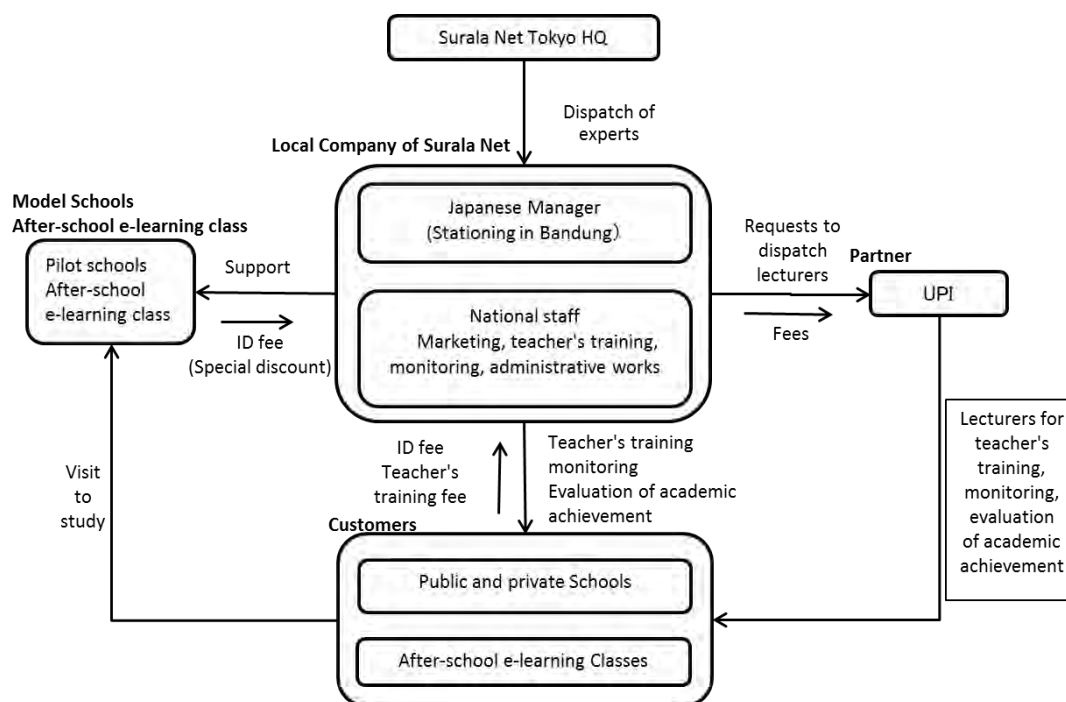 Surala Net Tokyo HQ
Dispatch of
experts
Local Company of Surala Net
Japanese Manager
(Stationing in Bandung)
National staff
Marketing, teacher's training,
monitoring, administrative works
Model Schools
After-school e-learning class
Pilot schools
After-school
e-learning class
Support
ID fee
(Special discount)
Requests to
dispatch
lecturers
Partner
UPI
Fees
Lecturers for
teacher's
training,
monitoring,
evaluation
of academic
achievement
ID fee
Teacher's
training fee
Teacher's training
monitoring
Evaluation of academic
achievement
Visit
to
study
Customers
Public and private Schools
After-school e-learning Classes